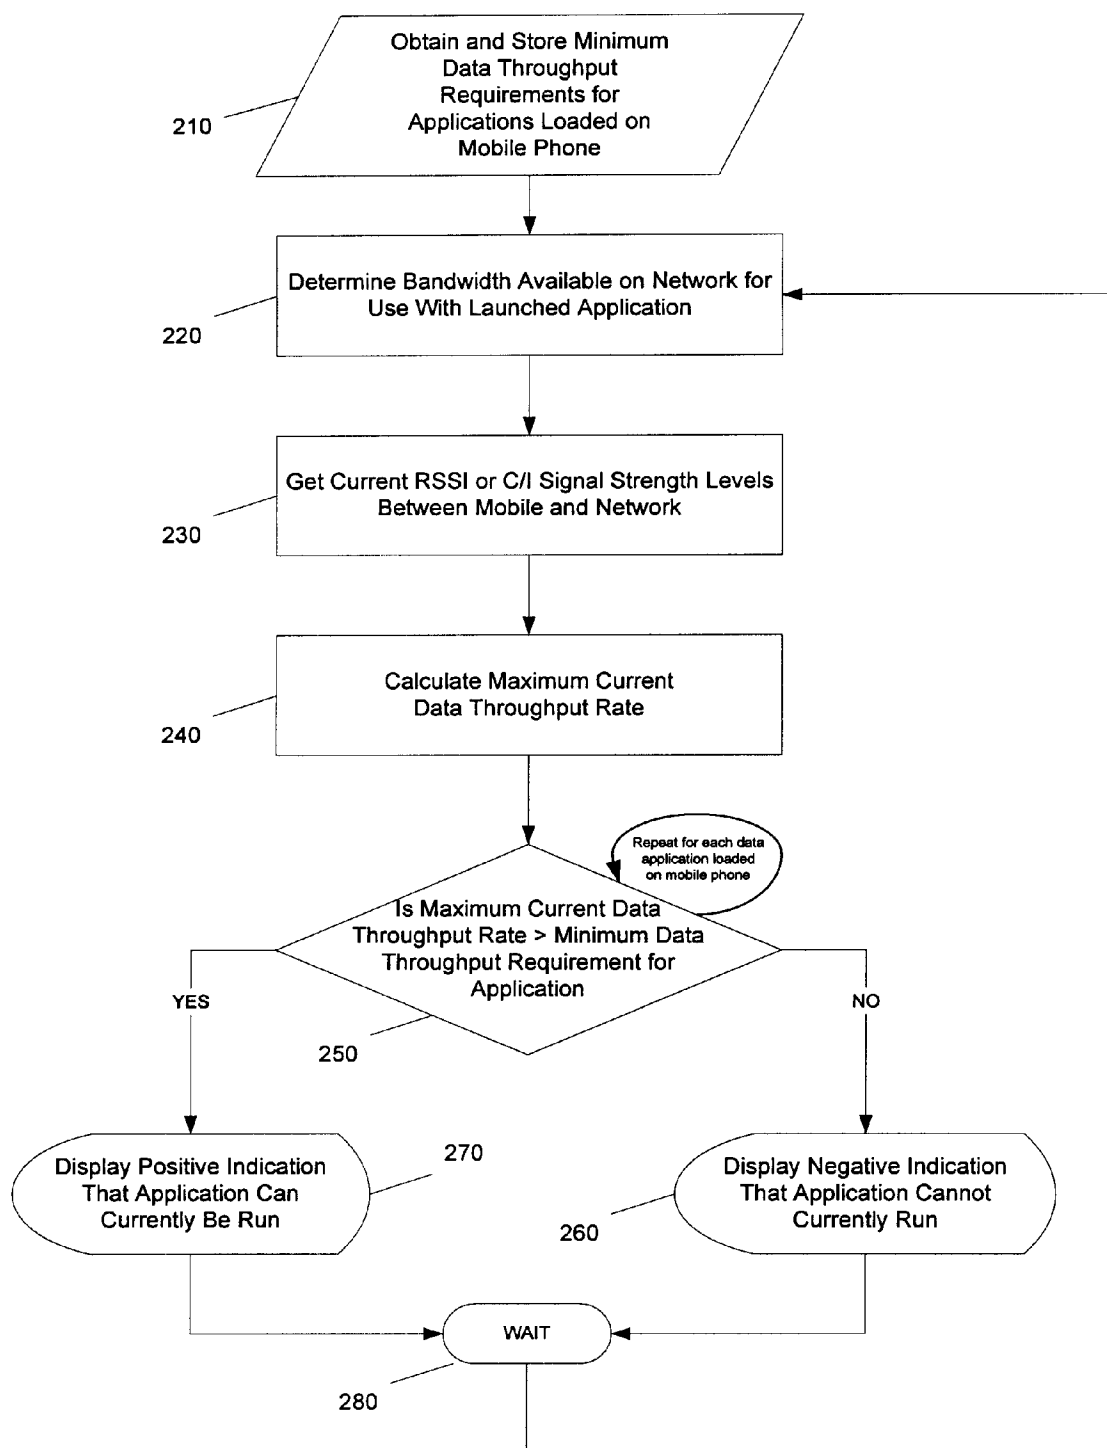 Obtain and Store Minimum
Data Throughput
Requirements for
Applications Loaded on
Mobile Phone
210
Determine Bandwidth Available on Network for
Use With Launched Application
220
Get Current RSSI or C/I Signal Strength Levels
Between Mobile and Network
230
Calculate Maximum Current
Data Throughput Rate
240
Repeat for each data
application loaded
on mobile phone
Is Maximum Current Data
Throughput Rate > Minimum Data
Throughput Requirement for
Application
YES
NO
250
Display Positive Indication
That Application Can
Currently Be Run
270
Display Negative Indication
That Application Cannot
Currently Run
260
WAIT
280